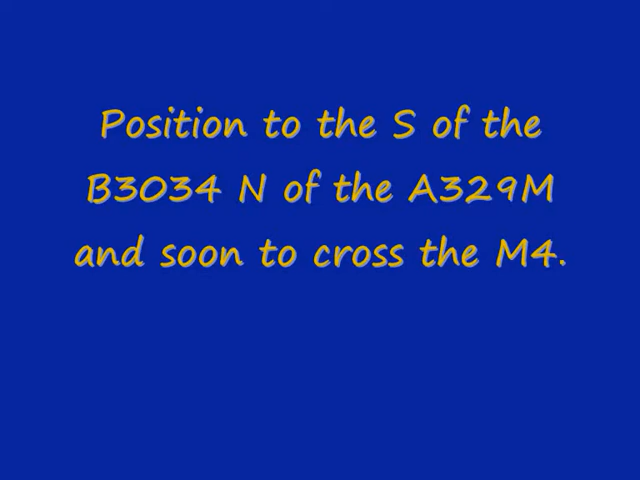 Position to the S of the
B3034 N of the A329M
and soon to cross the M4.